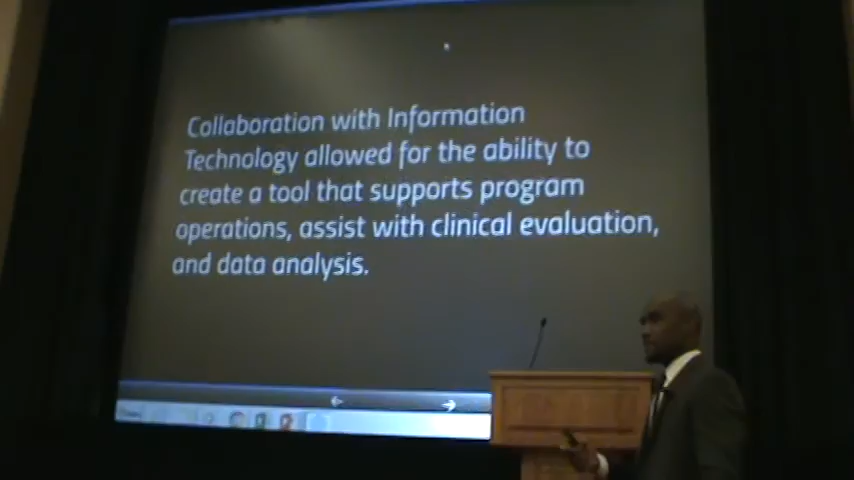 Collaboration with Information
Technology allowed for the ability to
create a tool that supports program
operations, assist with clinical evaluation,
and data analysis.